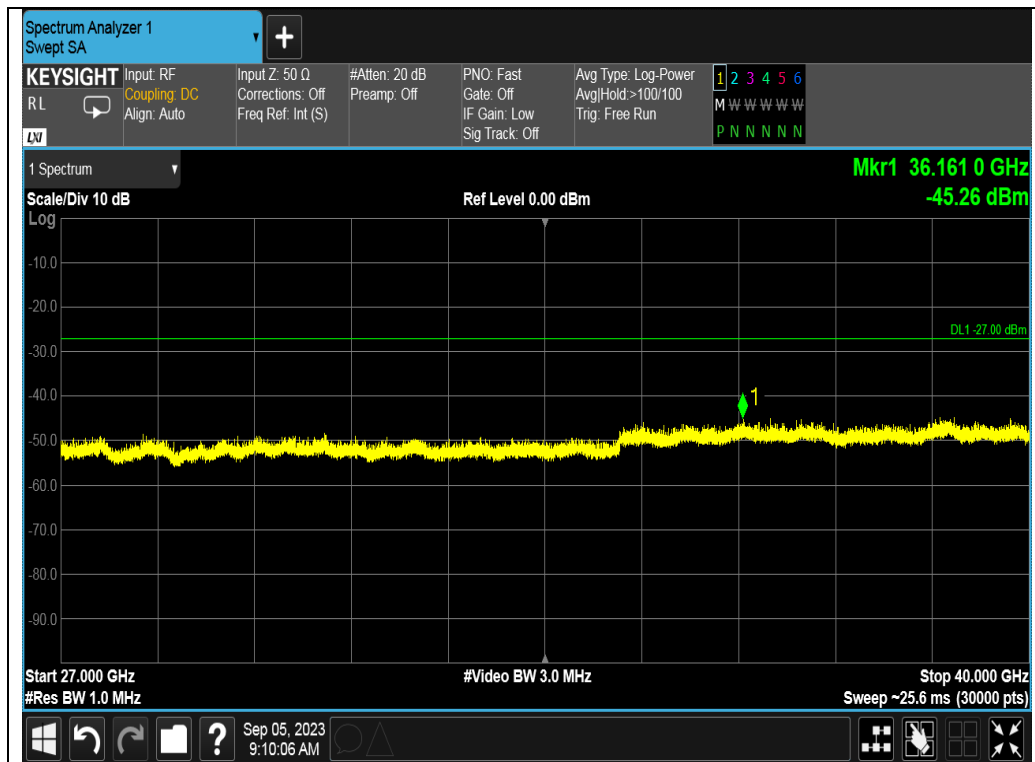 Spectrum Analyzer 1
Swept SA
+
KEYSIGHT
RL
LXI
Input: RF
Coupling: DC
Align: Auto
Input Z: 50 Ω
Corrections: Off
Freq Ref: Int (S)
#Atten: 20 dB
Preamp: Off
PNO: Fast
Gate: Off
IF Gain: Low
Sig Track: Off
Avg Type: Log-Power
Avg|Hold:>100/100
Trig: Free Run
1 2 3 4 5 6
M W W W W W
P N N N N N
1 Spectrum
Mkr1 36.161 0 GHz
-45.26 dBm
Scale/Div 10 dB
Ref Level 0.00 dBm
Log
-10.0
-20.0
DL1 -27.00 dBm
-30.0
-40.0
1
-50.0
-60.0
-70.0
-80.0
-90.0
Start 27.000 GHz
#Video BW 3.0 MHz
Stop 40.000 GHz
#Res BW 1.0 MHz
Sweep ~25.6 ms (30000 pts)
?
Sep 05, 2023
9:10:06 AM